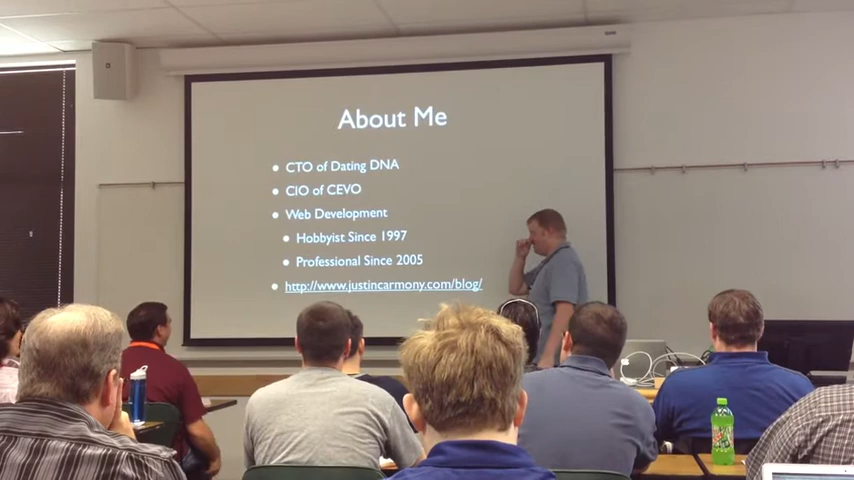 About Me
CTO of Dating DNA
CIO of CEVO
Web Development
Hobbyist Since 1997
Professional Since 2005
http://www.justincarmony.com/blog/